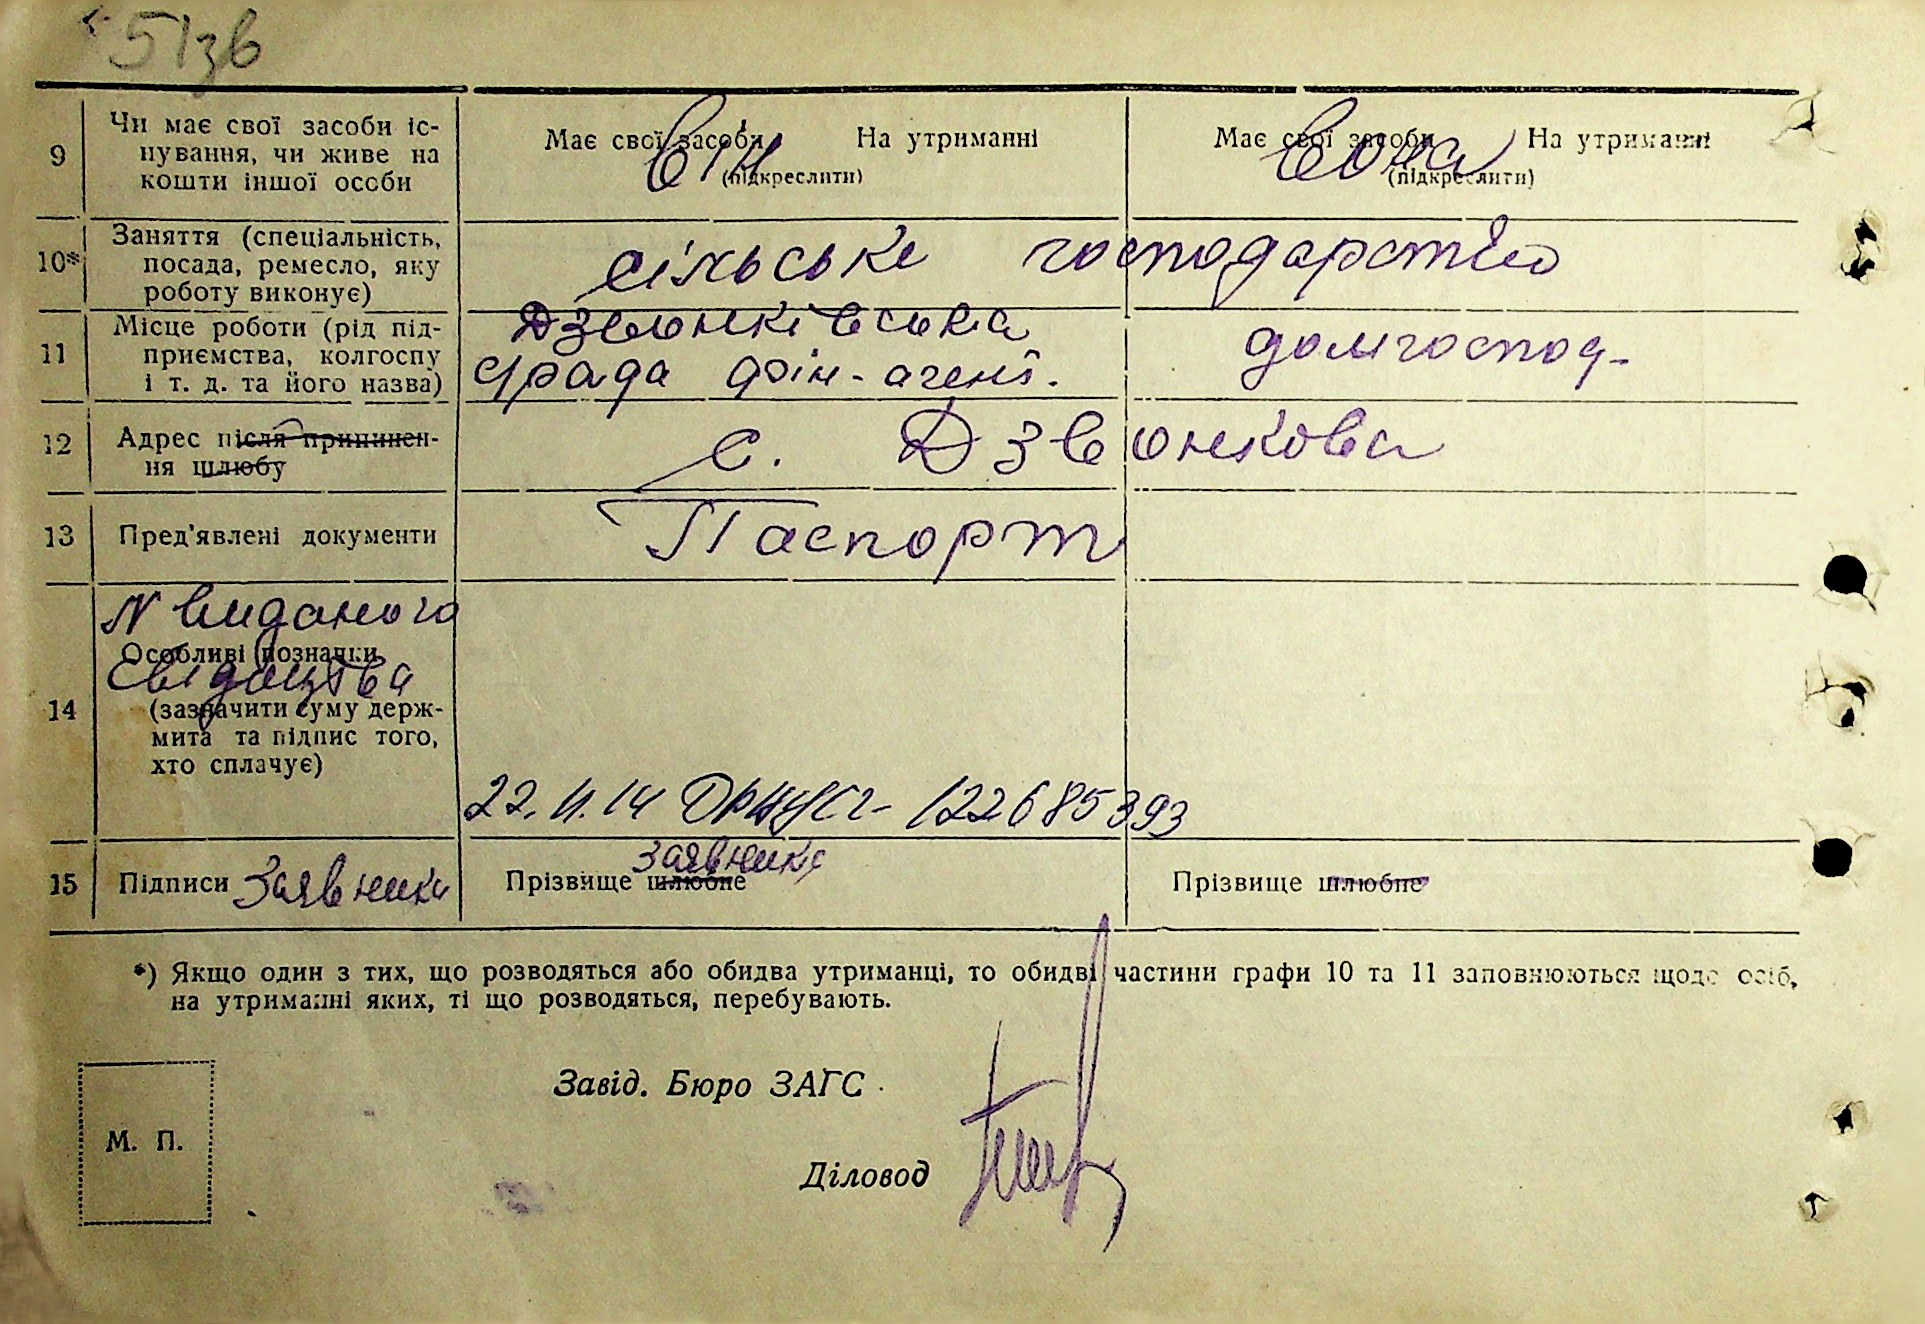 51зв
9
Чи має свої засоби іс-
нування, чи живе на
кошти іншої особи
Має свої засоби На утриманні
Він
(підкреслити)
Має свої засоби На утриманні
Вона
(підкреслити)
10*
Заняття (спеціальність,
посада, ремесло, яку
роботу виконує)
сільське господарство
11
Місце роботи (рід під-
приємства, колгоспу
і т. д. та його назва)
Дзвонківська
с/рада фін-агент.
домгоспод-
12
Адрес після припинен-
ня шлюбу
с. Дзвонкова
13
Пред'явлені документи
Паспорт
14
N виданого
Особливі позначки
Свідоцтва
(зазначити суму держ-
мита та підпис того,
хто сплачує)
22.11.14 122685393
15
Підписи Заявника
Заявника
Прізвище шлюбне
Прізвище шлюбне
*) Якщо один з тих, що розводяться або обидва утриманці, то обидві частини графи 10 та 11 заповнюються щодо осіб,
на утриманні яких, ті що розводяться, перебувають.
Завід. Бюро ЗАГС
М. П.
Діловод